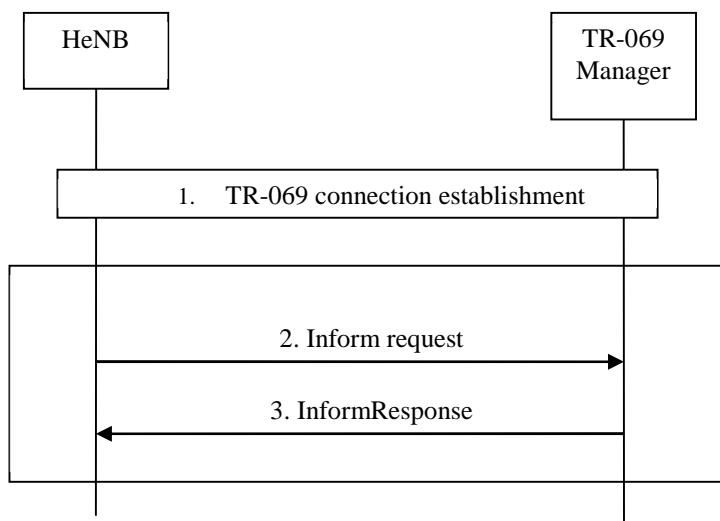 HeNB
TR-069
Manager
1. TR-069 connection establishment
2. Inform request
3. InformResponse